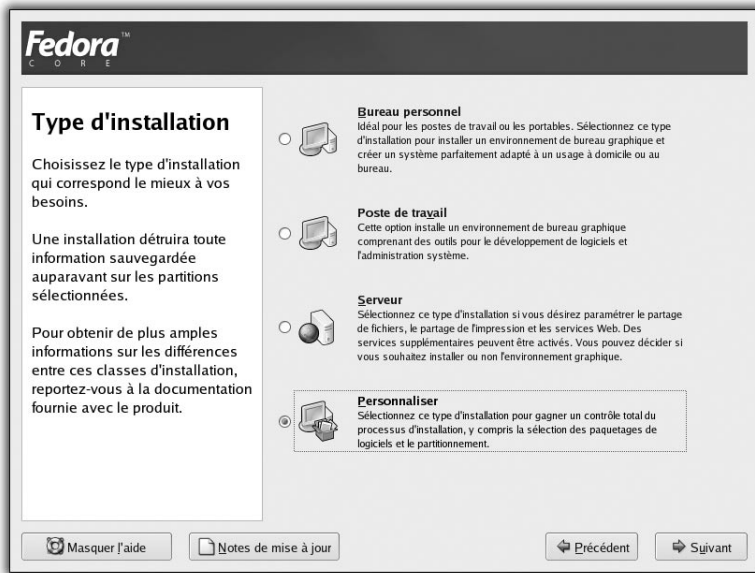 Fedora™
CORE
Type d'installation
Choisissez le type d'installation
qui correspond le mieux à vos
besoins.
Une installation détruira toute
information sauvegardée
auparavant sur les partitions
sélectionnées.
Pour obtenir de plus amples
informations sur les différences
entre ces classes d'installation,
reportez-vous à la documentation
fournie avec le produit.
Bureau personnel
Idéal pour les postes de travail ou les portables. Sélectionnez ce type
d'installation pour installer un environnement de bureau graphique et
créer un système parfaitement adapté à un usage à domicile ou au
bureau.
Poste de travail
Cette option installe un environnement de bureau graphique
comprenant des outils pour le développement de logiciels et
l'administration système.
Serveur
Sélectionnez ce type d'installation si vous désirez paramétrer le partage
de fichiers, le partage de l'impression et les services Web. Des
services supplémentaires peuvent être activés. Vous pouvez décider si
vous souhaitez installer ou non l'environnement graphique.
Personnaliser
Sélectionnez ce type d'installation pour gagner un contrôle total du
processus d'installation, y compris la sélection des paquetages de
logiciels et le partitionnement.
Masquer l'aide
Notes de mise à jour
Précédent
Suivant